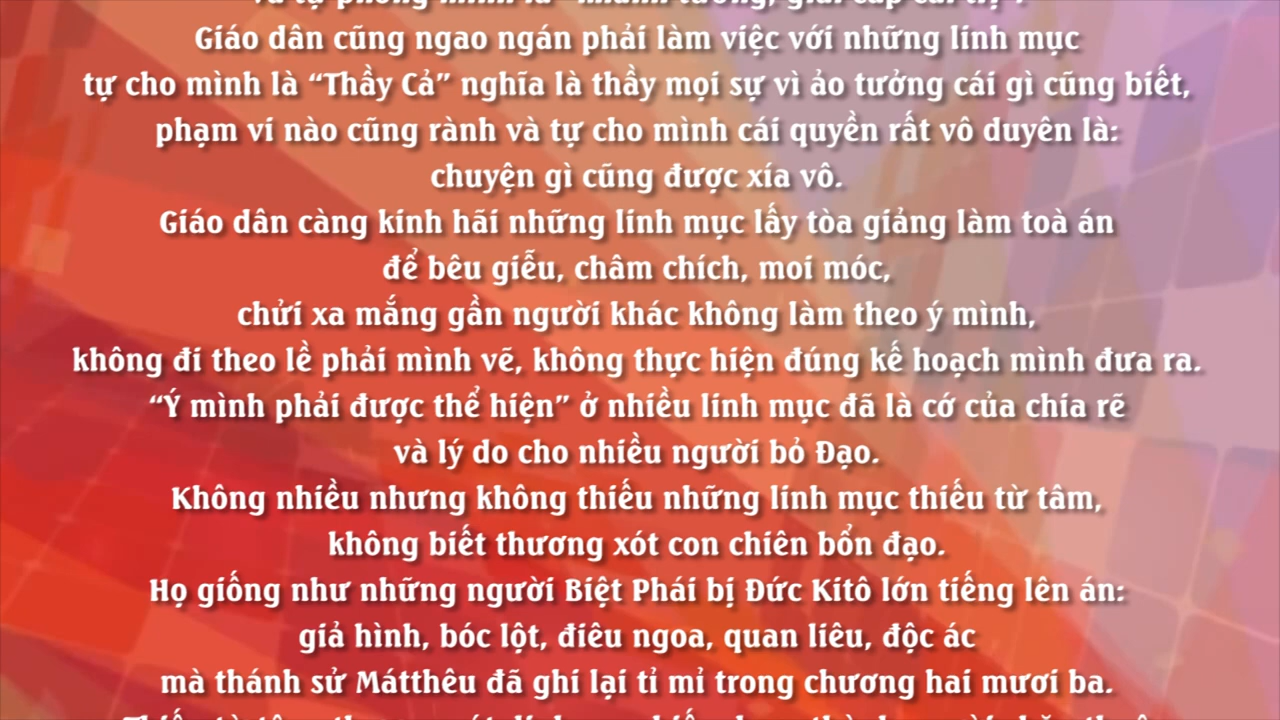 Giáo dân cũng ngao ngán phải làm việc với những linh mục
tự cho mình là “Thầy Cả” nghĩa là thầy mọi sự vì ảo tưởng cái gì cũng biết,
phạm vi nào cũng rành và tự cho mình cái quyền rất vô duyên là:
chuyện gì cũng được xía vô.
Giáo dân càng kinh hãi những linh mục lấy tòa giảng làm toà án
để bêu giễu, châm chích, moi móc,
chửi xa mắng gần người khác không làm theo ý mình,
không đi theo lề phải mình vẽ, không thực hiện đúng kế hoạch mình đưa ra.
“Ý mình phải được thể hiện” ở nhiều linh mục đã là cớ của chia rẽ
và lý do cho nhiều người bỏ Đạo.
Không nhiều nhưng không thiếu những linh mục thiếu từ tâm,
không biết thương xót con chiên bổn đạo.
Họ giống như những người Biệt Phái bị Đức Kitô lớn tiếng lên án:
giả hình, bóc lột, điêu ngoa, quan liêu, độc ác
mà thánh sử Mátthêu đã ghi lại tỉ mỉ trong chương hai mươi ba.